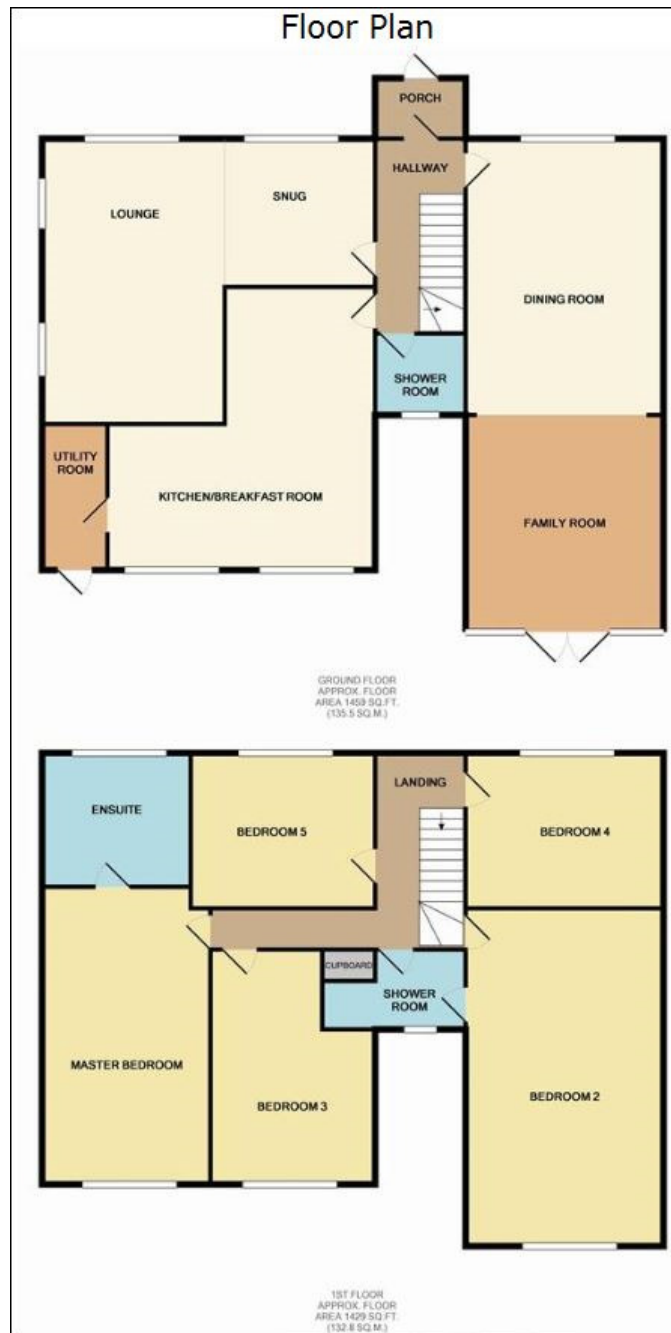 Floor Plan
PORCH
HALLWAY
SNUG
LOUNGE
DINING ROOM
SHOWER
ROOM
UTILITY
ROOM
KITCHEN/BREAKFAST ROOM
FAMILY ROOM
GROUND FLOOR
APPROX. FLOOR
AREA 1459 SQ.FT.
(135.5 SQ.M.)
LANDING
ENSUITE
BEDROOM 5
BEDROOM 4
CUPBOARD
SHOWER
ROOM
MASTER BEDROOM
BEDROOM 3
BEDROOM 2
1ST FLOOR
APPROX. FLOOR
AREA 1429 SQ.FT.
(132.8 SQ.M.)